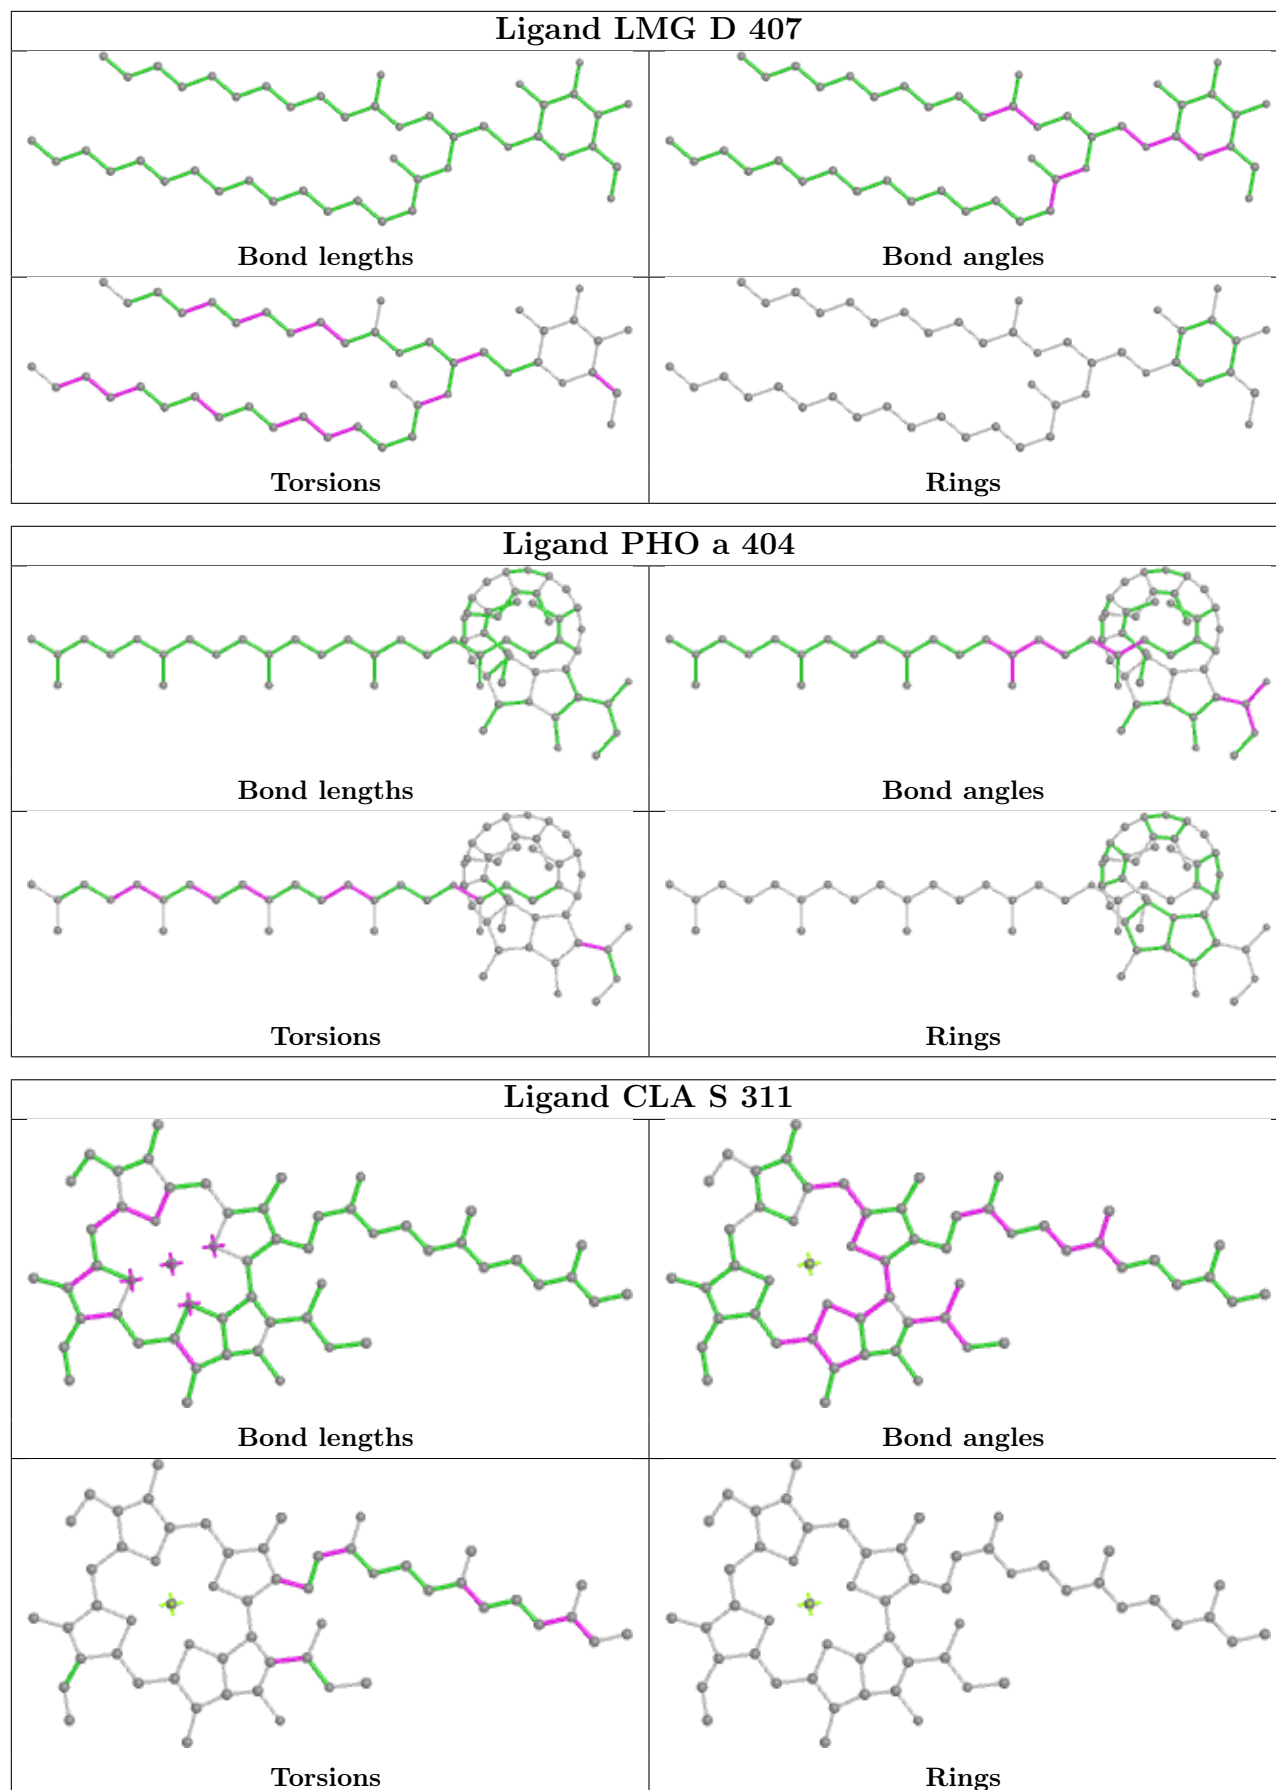 Ligand LMG D 407
Bond lengths
Bond angles
Torsions
Rings
Ligand PHO a 404
Bond lengths
Bond angles
Torsions
Rings
Ligand CLA S 311
Bond lengths
Bond angles
Torsions
Rings